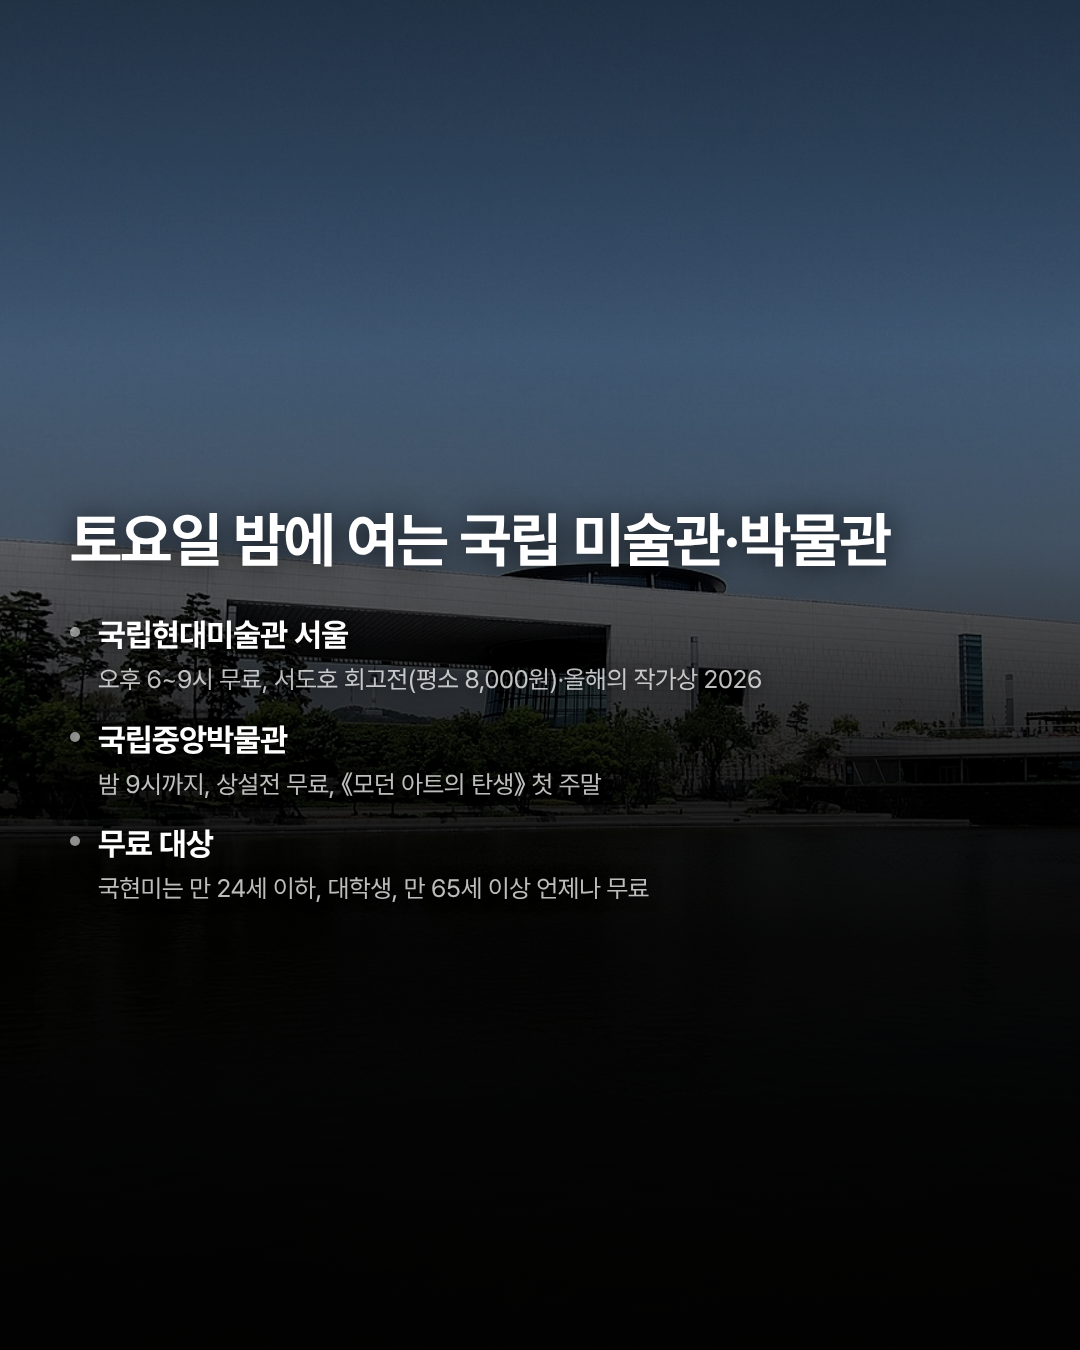 토요일 밤에 여는 국립 미술관·박물관
• 국립현대미술관 서울
오후 6~9시 무료, 서도호 회고전(평소 8,000원)·올해의 작가상 2026
• 국립중앙박물관
밤 9시까지, 상설전 무료, 《모던 아트의 탄생》 첫 주말
• 무료 대상
국현미는 만 24세 이하, 대학생, 만 65세 이상 언제나 무료